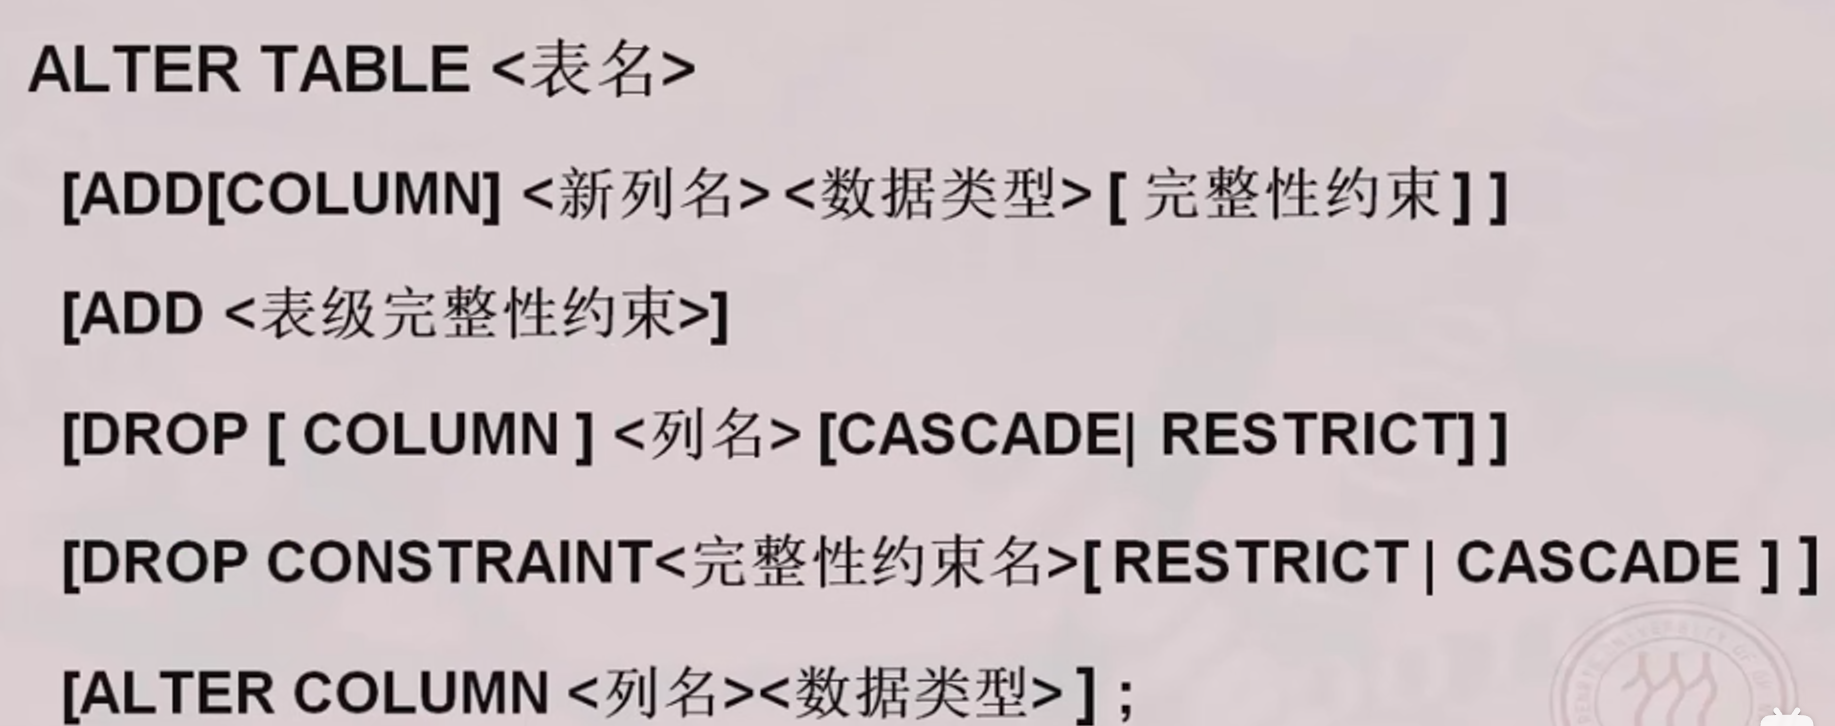 ALTER TABLE <表名>
[ADD[COLUMN] <新列名> <数据类型> [ 完整性约束 ] ]
[ADD <表级完整性约束>]
[DROP [ COLUMN ] <列名> [CASCADE| RESTRICT] ]
[DROP CONSTRAINT<完整性约束名>[ RESTRICT | CASCADE ] ]
[ALTER COLUMN <列名><数据类型> ] ;